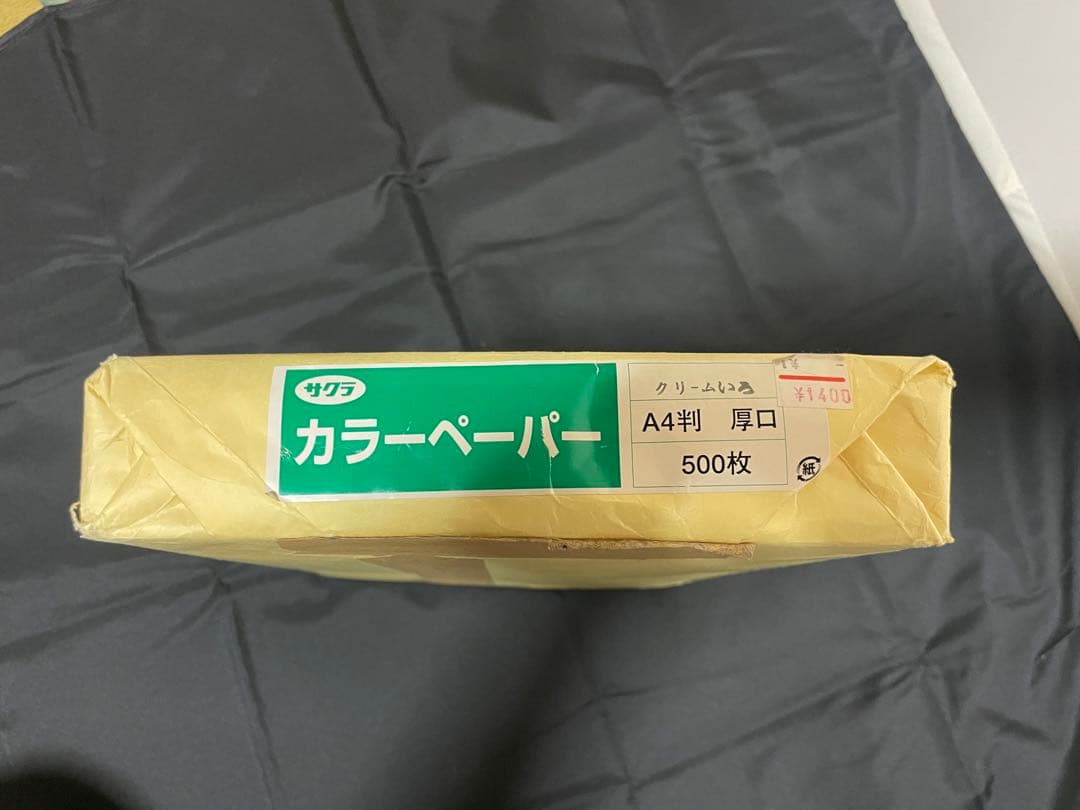 サクラ
カラーペーパー
クリームいろ
A4判 厚口
500枚
¥1400
紙